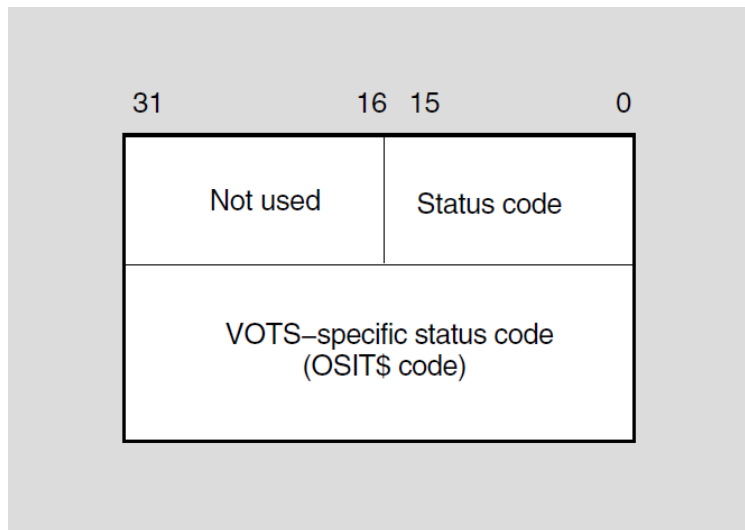 31 16 15 0
Not used Status code
VOTS–specific status code
(OSIT$ code)